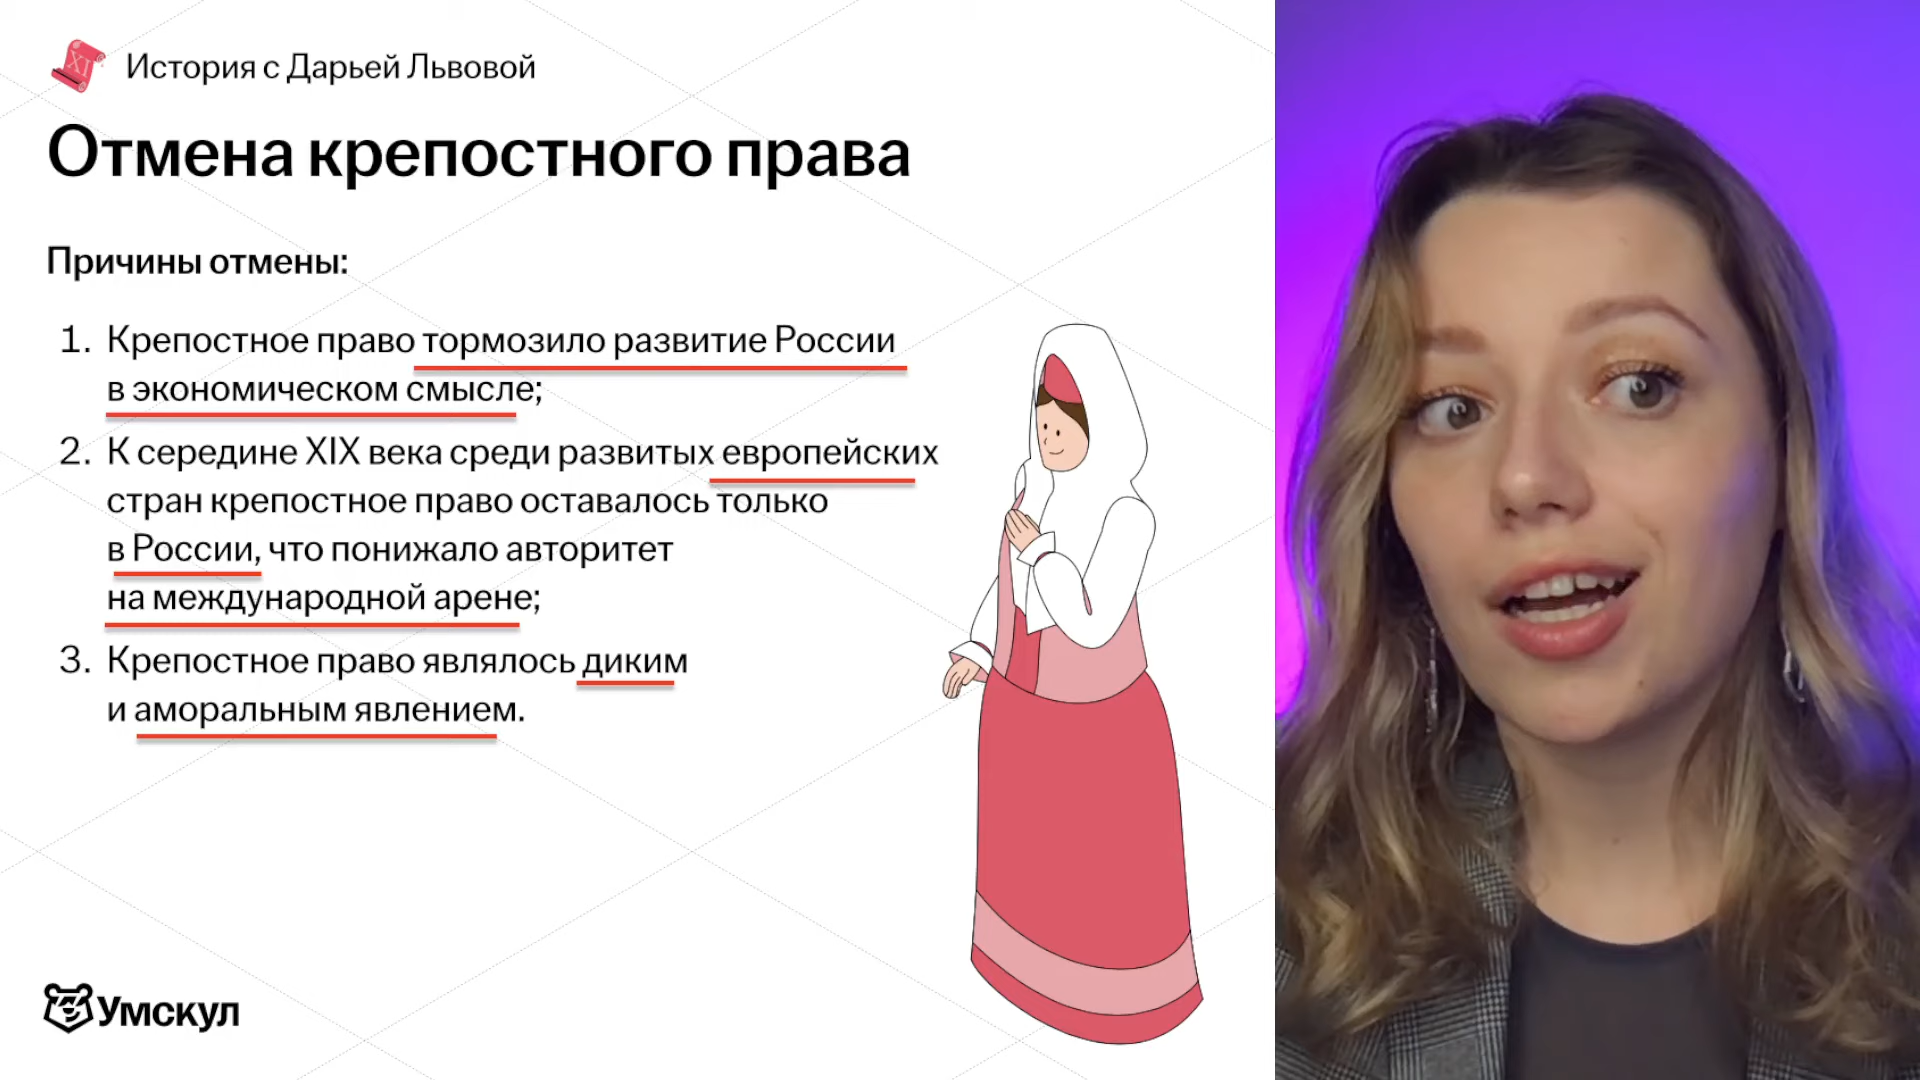 XI
История с Дарьей Львовой
Отмена крепостного права
Причины отмены:
1. Крепостное право тормозило развитие России
в экономическом смысле;
2. К середине XIX века среди развитых европейских
стран крепостное право оставалось только
в России, что понижало авторитет
на международной арене;
3. Крепостное право являлось диким
и аморальным явлением.
Умскул